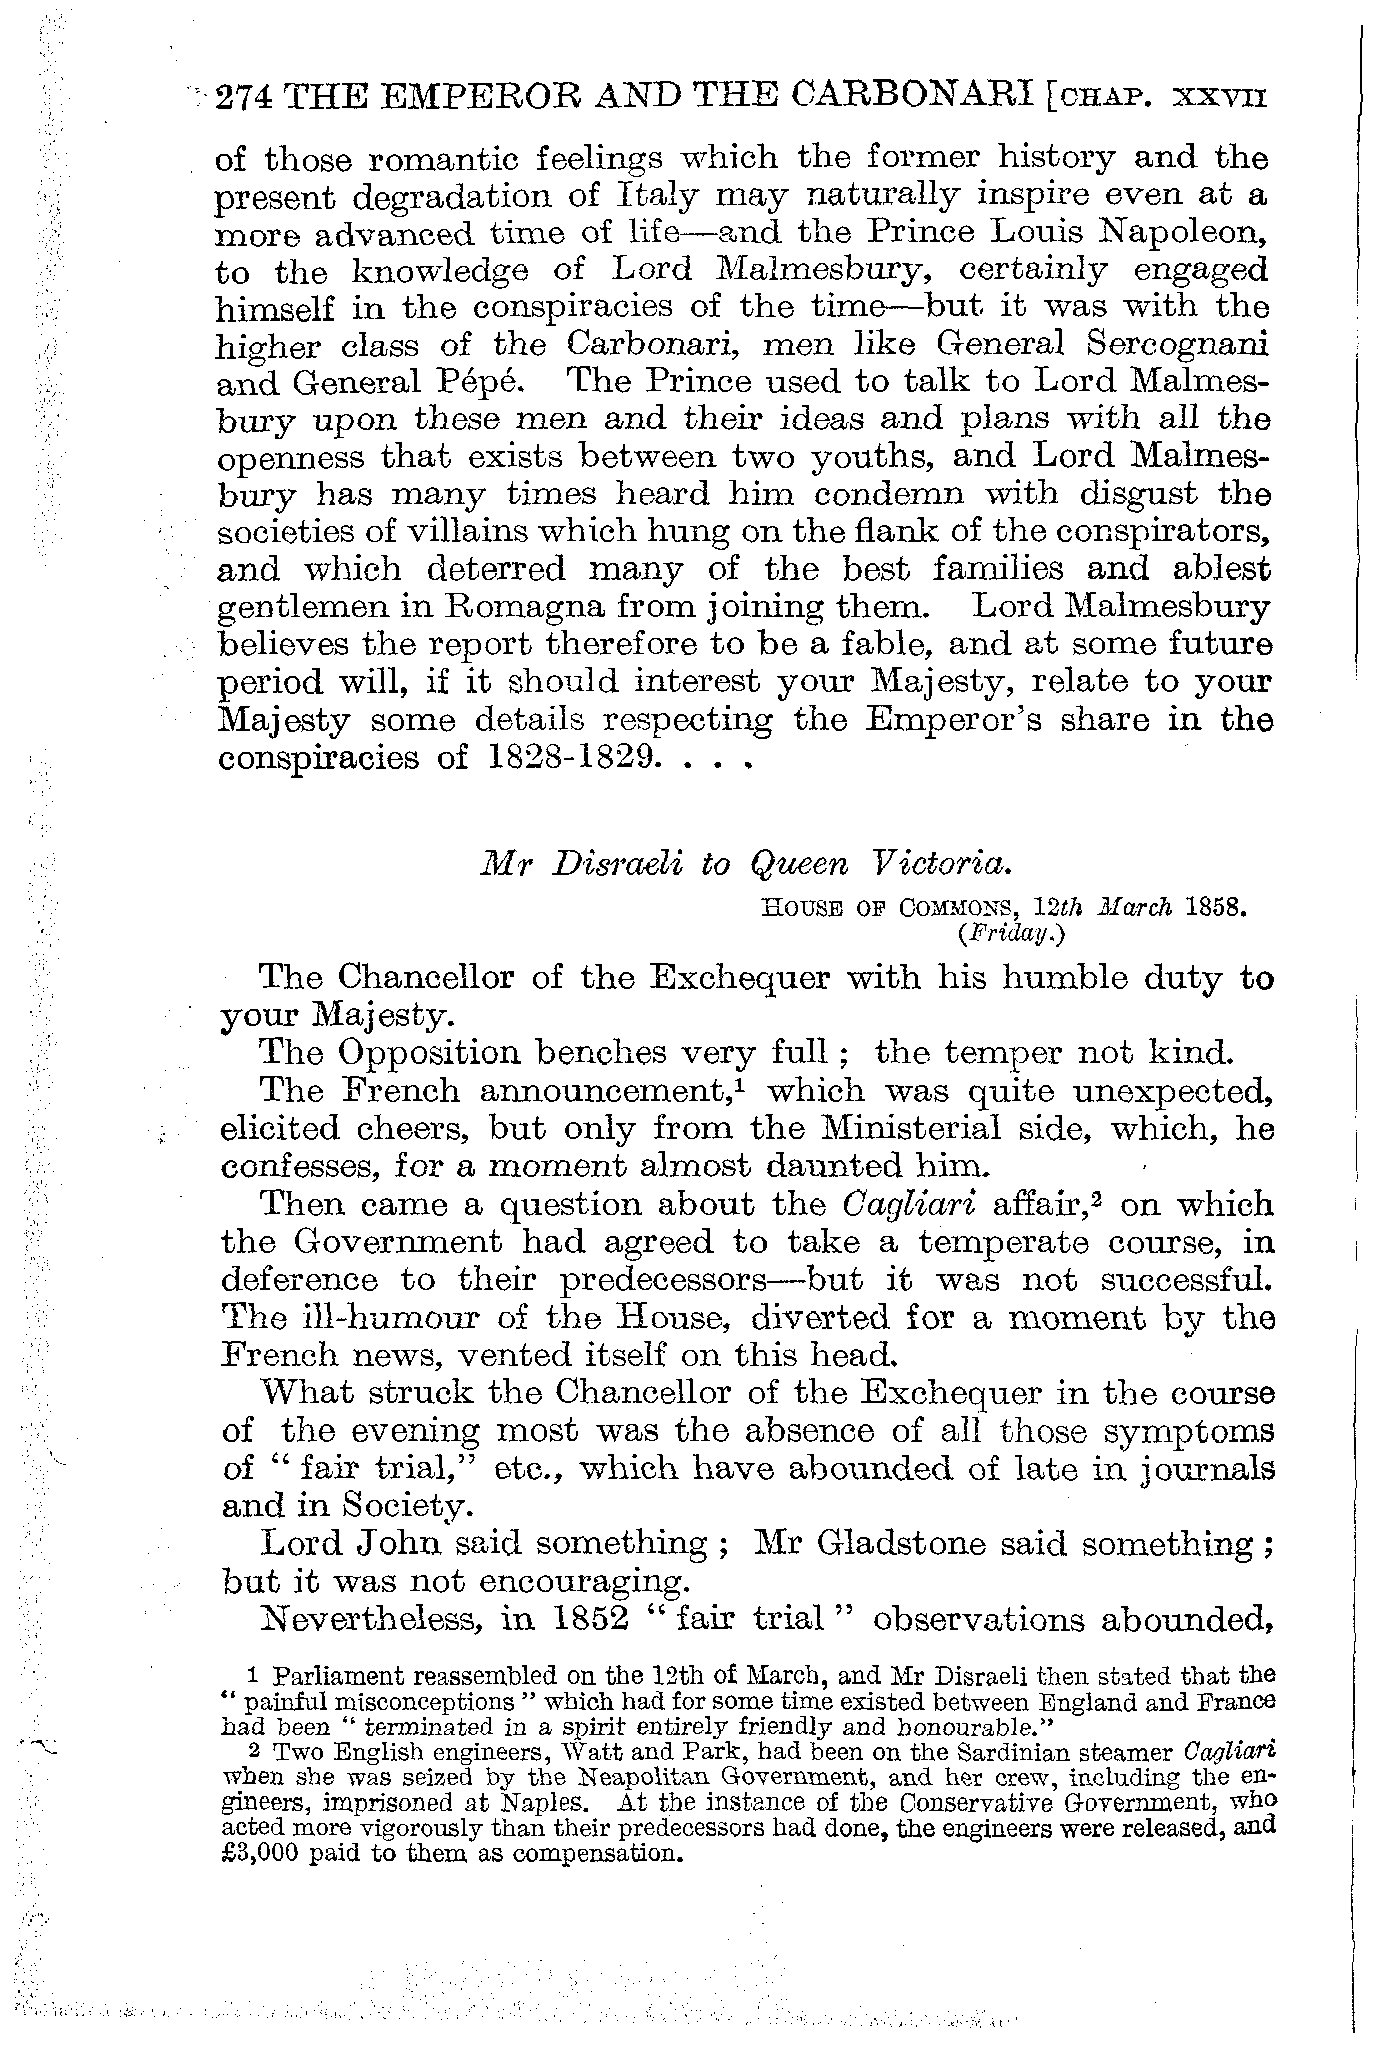 274 THE EMPEROR AND THE CARBONARI [CHAP. XXVII
of those romantic feelings which the former history and the
present degradation of Italy may naturally inspire even at a
more advanced time of life—and the Prince Louis Napoleon,
to the knowledge of Lord Malmesbury, certainly engaged
himself in the conspiracies of the time—but it was with the
higher class of the Carbonari, men like General Sercognani
and General Pépé. The Prince used to talk to Lord Malmes-
bury upon these men and their ideas and plans with all the
openness that exists between two youths, and Lord Malmes-
bury has many times heard him condemn with disgust the
societies of villains which hung on the flank of the conspirators,
and which deterred many of the best families and ablest
gentlemen in Romagna from joining them. Lord Malmesbury
believes the report therefore to be a fable, and at some future
period will, if it should interest your Majesty, relate to your
Majesty some details respecting the Emperor's share in the
conspiracies of 1828-1829. . . .
Mr Disraeli to Queen Victoria.
HOUSE OF COMMONS, 12th March 1858.
(Friday.)
The Chancellor of the Exchequer with his humble duty to
your Majesty.
The Opposition benches very full ; the temper not kind.
The French announcement,¹ which was quite unexpected,
elicited cheers, but only from the Ministerial side, which, he
confesses, for a moment almost daunted him.
Then came a question about the Cagliari affair,² on which
the Government had agreed to take a temperate course, in
deference to their predecessors—but it was not successful.
The ill-humour of the House, diverted for a moment by the
French news, vented itself on this head.
What struck the Chancellor of the Exchequer in the course
of the evening most was the absence of all those symptoms
of " fair trial," etc., which have abounded of late in journals
and in Society.
Lord John said something ; Mr Gladstone said something ;
but it was not encouraging.
Nevertheless, in 1852 " fair trial " observations abounded,
1 Parliament reassembled on the 12th of March, and Mr Disraeli then stated that the
" painful misconceptions " which had for some time existed between England and France
had been " terminated in a spirit entirely friendly and honourable."
2 Two English engineers, Watt and Park, had been on the Sardinian steamer Cagliari
when she was seized by the Neapolitan Government, and her crew, including the en-
gineers, imprisoned at Naples. At the instance of the Conservative Government, who
acted more vigorously than their predecessors had done, the engineers were released, and
£3,000 paid to them as compensation.